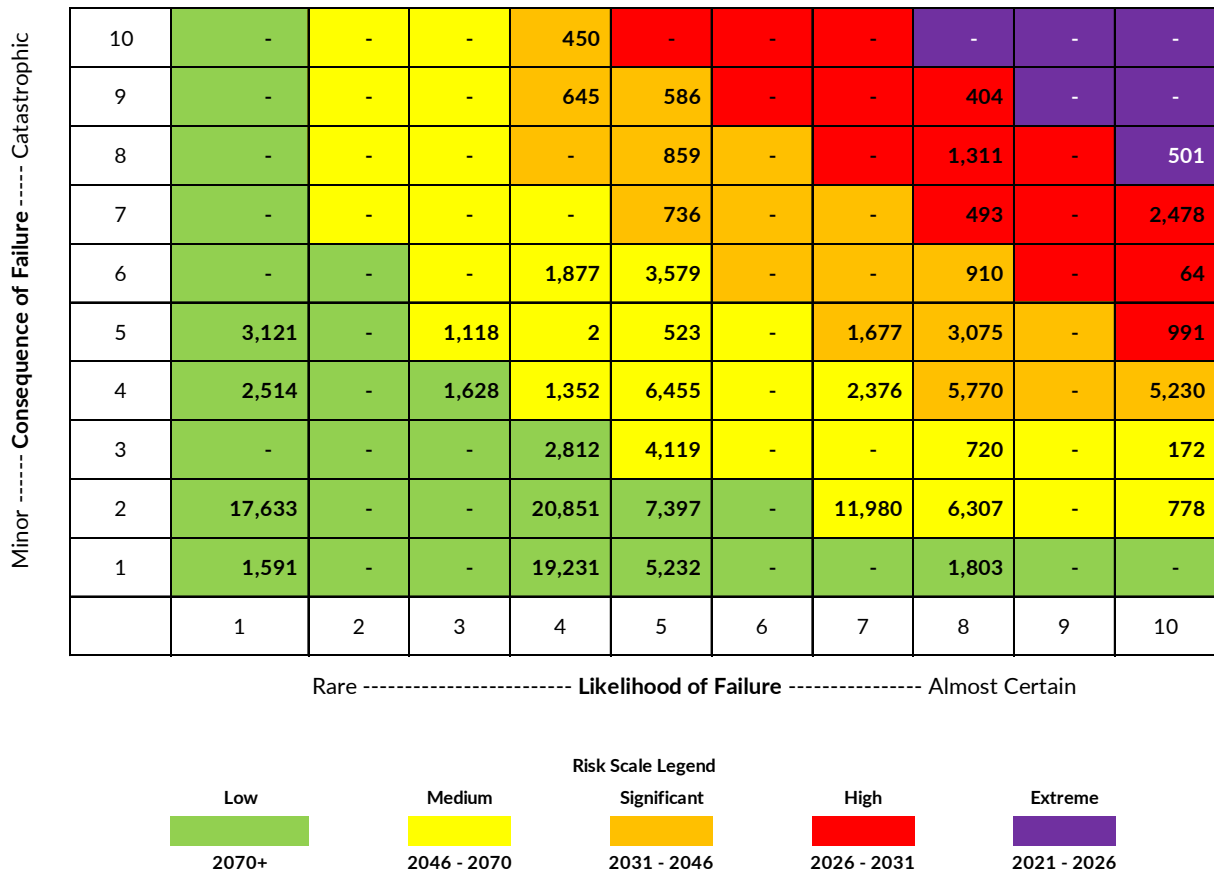 Minor ------ Consequence of Failure ----- Catastrophic
10 - - - 450 - - - - - -
9 - - - 645 586 - - 404 - -
8 - - - - 859 - - 1,311 - 501
7 - - - - 736 - - 493 - 2,478
6 - - - 1,877 3,579 - - 910 - 64
5 3,121 - 1,118 2 523 - 1,677 3,075 - 991
4 2,514 - 1,628 1,352 6,455 - 2,376 5,770 - 5,230
3 - - - 2,812 4,119 - - 720 - 172
2 17,633 - - 20,851 7,397 - 11,980 6,307 - 778
1 1,591 - - 19,231 5,232 - - 1,803 - -
1 2 3 4 5 6 7 8 9 10
Rare ------------------------- Likelihood of Failure ---------------- Almost Certain
Risk Scale Legend
Low Medium Significant High Extreme
2070+ 2046 - 2070 2031 - 2046 2026 - 2031 2021 - 2026